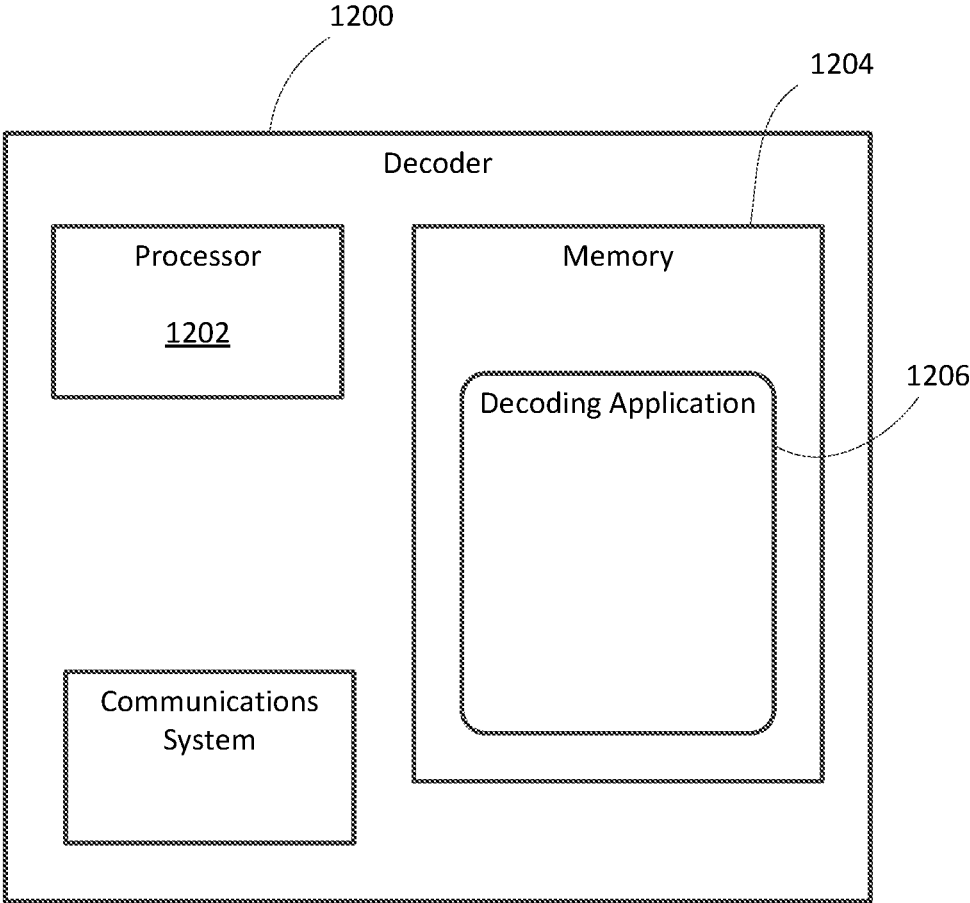 1200
1204
Decoder
Processor
Memory
1202
1206
Decoding Application
Communications
System